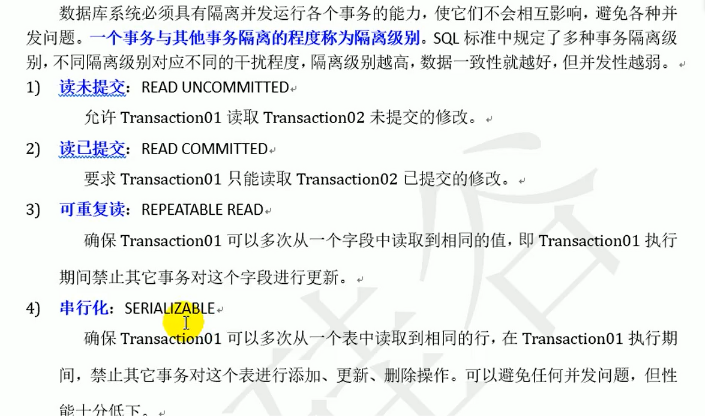 数据库系统必须具有隔离并发运行各个事务的能力，使它们不会相互影响，避免各种并
发问题。一个事务与其他事务隔离的程度称为隔离级别。SQL 标准中规定了多种事务隔离级
别，不同隔离级别对应不同的干扰程度，隔离级别越高，数据一致性就越好，但并发性越弱。
1) 读未提交：READ UNCOMMITTED
允许 Transaction01 读取 Transaction02 未提交的修改。
2) 读已提交：READ COMMITTED
要求 Transaction01 只能读取 Transaction02 已提交的修改。
3) 可重复读：REPEATABLE READ
确保 Transaction01 可以多次从一个字段中读取到相同的值，即 Transaction01 执行
期间禁止其它事务对这个字段进行更新。
4) 串行化：SERIALIZABLE
确保 Transaction01 可以多次从一个表中读取到相同的行，在 Transaction01 执行期
间，禁止其它事务对这个表进行添加、更新、删除操作。可以避免任何并发问题，但性
能十分低下。